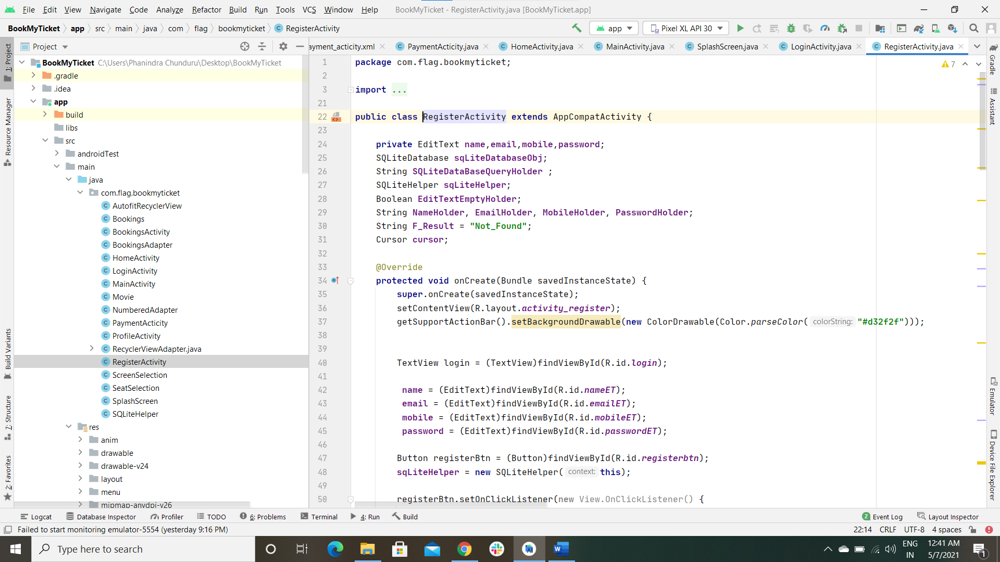 File Edit View Navigate Code Analyze Refactor Build Run Tools VCS Window Help BookMyTicket - RegisterActivity.java [BookMyTicket.app]
BookMyTicket app src main java com flag bookmyticket RegisterActivity app Pixel XL API 30
Project
ayment_acticity.xml PaymentActicity.java HomeActivity.java MainActivity.java SplashScreen.java LoginActivity.java RegisterActivity.java
1: Project
Resource Manager
Build Variants
7: Structure
2: Favorites
BookMyTicket C:\Users\Phanindra Chunduru\Desktop\BookMyTicket
.gradle
.idea
app
build
libs
src
androidTest
main
java
com.flag.bookmyticket
AutofitRecyclerView
Bookings
BookingsActivity
BookingsAdapter
HomeActivity
LoginActivity
MainActivity
Movie
NumberedAdapter
PaymentActicity
ProfileActivity
RecyclerViewAdapter.java
RegisterActivity
ScreenSelection
SeatSelection
SplashScreen
SQLiteHelper
res
anim
drawable
drawable-v24
layout
menu
mipmap-anydpi-v26
7
1 package com.flag.bookmyticket;
2
3 import ...
21
22 public class RegisterActivity extends AppCompatActivity {
23
24 private EditText name,email,mobile,password;
25 SQLiteDatabase sqLiteDatabaseObj;
26 String SQLiteDataBaseQueryHolder ;
27 SQLiteHelper sqLiteHelper;
28 Boolean EditTextEmptyHolder;
29 String NameHolder, EmailHolder, MobileHolder, PasswordHolder;
30 String F_Result = "Not_Found";
31 Cursor cursor;
32
33 @Override
34 protected void onCreate(Bundle savedInstanceState) {
35 super.onCreate(savedInstanceState);
36 setContentView(R.layout.activity_register);
37 getSupportActionBar().setBackgroundDrawable(new ColorDrawable(Color.parseColor( colorString: "#d32f2f")));
38
39
40 TextView login = (TextView)findViewById(R.id.login);
41
42 name = (EditText)findViewById(R.id.nameET);
43 email = (EditText)findViewById(R.id.emailET);
44 mobile = (EditText)findViewById(R.id.mobileET);
45 password = (EditText)findViewById(R.id.passwordET);
46
47 Button registerBtn = (Button)findViewById(R.id.registerbtn);
48 sqLiteHelper = new SQLiteHelper( context: this);
49
50 registerBtn.setOnClickListener(new View.OnClickListener() {
Gradle
Assistant
Emulator
Device File Explorer
Logcat Database Inspector Profiler TODO 6: Problems Terminal 4: Run Build 2 Event Log Layout Inspector
Failed to start monitoring emulator-5554 (yesterday 9:16 PM) 22:14 CRLF UTF-8 4 spaces
Type here to search
W
ENG
IN
12:41 AM
5/7/2021
1